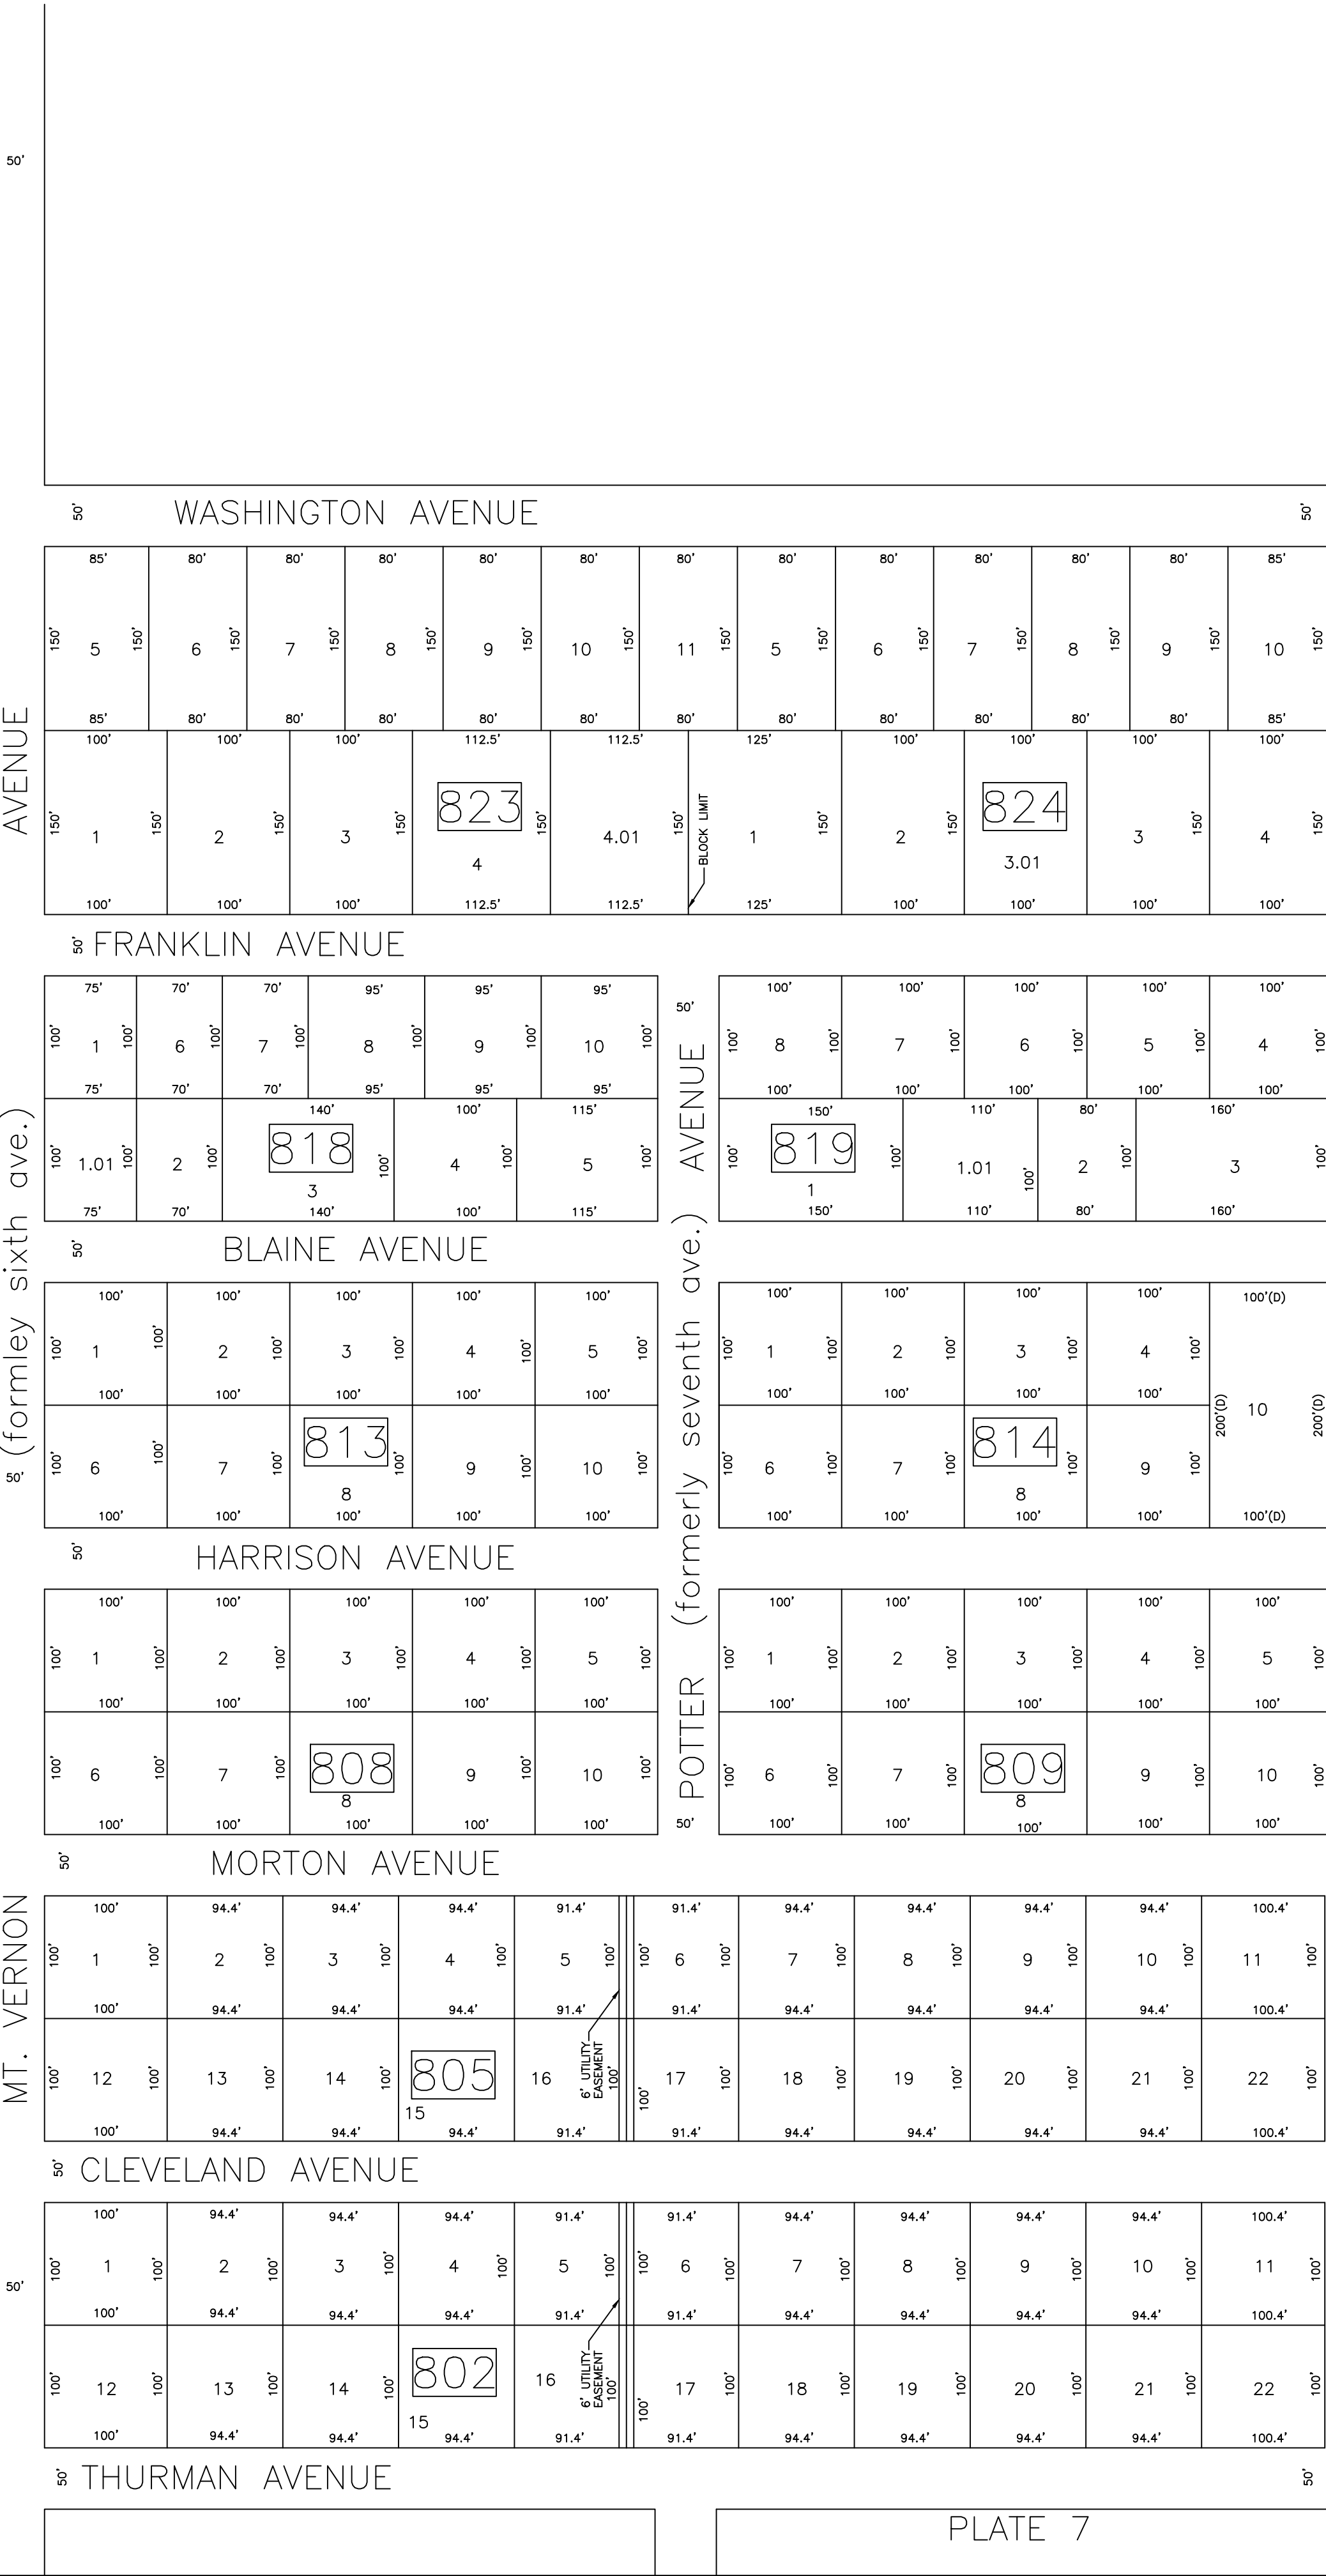 50'
50' WASHINGTON AVENUE 50'
85' 80' 80' 80' 80' 80' 80' 80' 80' 80' 80' 80' 85'
150' 5 150' 6 150' 7 150' 8 150' 9 150' 10 150' 11 150' 5 150' 6 150' 7 150' 8 150' 9 150' 10 150'
85' 80' 80' 80' 80' 80' 80' 80' 80' 80' 80' 80' 85'
100' 100' 100' 112.5' 112.5' 125' 100' 100' 100' 100'
823 824
150' 1 150' 2 150' 3 150' 150' 4.01 150' 1 150' 2 150' 150' 3 150' 4 150'
BLOCK LIMIT
4 3.01
100' 100' 100' 112.5' 112.5' 125' 100' 100' 100' 100'
AVENUE
50' FRANKLIN AVENUE
75' 70' 70' 95' 95' 95' 50' 100' 100' 100' 100' 100'
100' 1 100' 6 100' 7 100' 8 100' 9 100' 10 100' 100' 8 100' 7 100' 6 100' 5 100' 4 100'
75' 70' 70' 95' 95' 95' 100' 100' 100' 100' 100'
140' 100' 115' 150' 110' 80' 160'
818 819
100' 1.01 100' 2 100' 100' 4 100' 5 100' 100' 100' 1.01 100' 2 100' 3 100'
3 1
75' 70' 140' 100' 115' 150' 110' 80' 160'
(formley sixth ave.)
50' BLAINE AVENUE
100' 100' 100' 100' 100' 100' 100' 100' 100' 100'(D)
100' 1 100' 2 100' 3 100' 4 100' 5 100' 100' 1 100' 2 100' 3 100' 4 100'
100' 100' 100' 100' 100' 100' 100' 100' 100'
200'(D) 10 200'(D)
813 814
100' 6 100' 7 100' 100' 9 100' 10 100' 100' 6 100' 7 100' 100' 9 100'
8 8
100' 100' 100' 100' 100' 100' 100' 100' 100' 100'(D)
50'
50' HARRISON AVENUE
100' 100' 100' 100' 100' 100' 100' 100' 100' 100'
100' 1 100' 2 100' 3 100' 4 100' 5 100' 100' 1 100' 2 100' 3 100' 4 100' 5 100'
100' 100' 100' 100' 100' 100' 100' 100' 100' 100'
808 809
100' 6 100' 7 100' 9 100' 10 100' 100' 6 100' 7 100' 9 100' 10 100'
8 8
100' 100' 100' 100' 100' 50' 100' 100' 100' 100' 100'
POTTER (formerly seventh ave.) AVENUE
50' MORTON AVENUE
100' 94.4' 94.4' 94.4' 91.4' 91.4' 94.4' 94.4' 94.4' 94.4' 100.4'
100' 1 100' 2 100' 3 100' 4 100' 5 100' 100' 6 100' 7 100' 8 100' 9 100' 10 100' 11 100'
100' 94.4' 94.4' 94.4' 91.4' 91.4' 94.4' 94.4' 94.4' 94.4' 100.4'
6' UTILITY
EASEMENT
805
100' 12 100' 13 100' 14 100' 16 100' 100' 17 100' 18 100' 19 100' 20 100' 21 100' 22 100'
15
100' 94.4' 94.4' 94.4' 91.4' 91.4' 94.4' 94.4' 94.4' 94.4' 100.4'
MT. VERNON
50' CLEVELAND AVENUE
100' 94.4' 94.4' 94.4' 91.4' 91.4' 94.4' 94.4' 94.4' 94.4' 100.4'
50'
100' 1 100' 2 100' 3 100' 4 100' 5 100' 100' 6 100' 7 100' 8 100' 9 100' 10 100' 11 100'
100' 94.4' 94.4' 94.4' 91.4' 91.4' 94.4' 94.4' 94.4' 94.4' 100.4'
6' UTILITY
EASEMENT
802
100' 12 100' 13 100' 14 100' 16 100' 100' 17 100' 18 100' 19 100' 20 100' 21 100' 22 100'
15
100' 94.4' 94.4' 94.4' 91.4' 91.4' 94.4' 94.4' 94.4' 94.4' 100.4'
50' THURMAN AVENUE 50'
PLATE 7